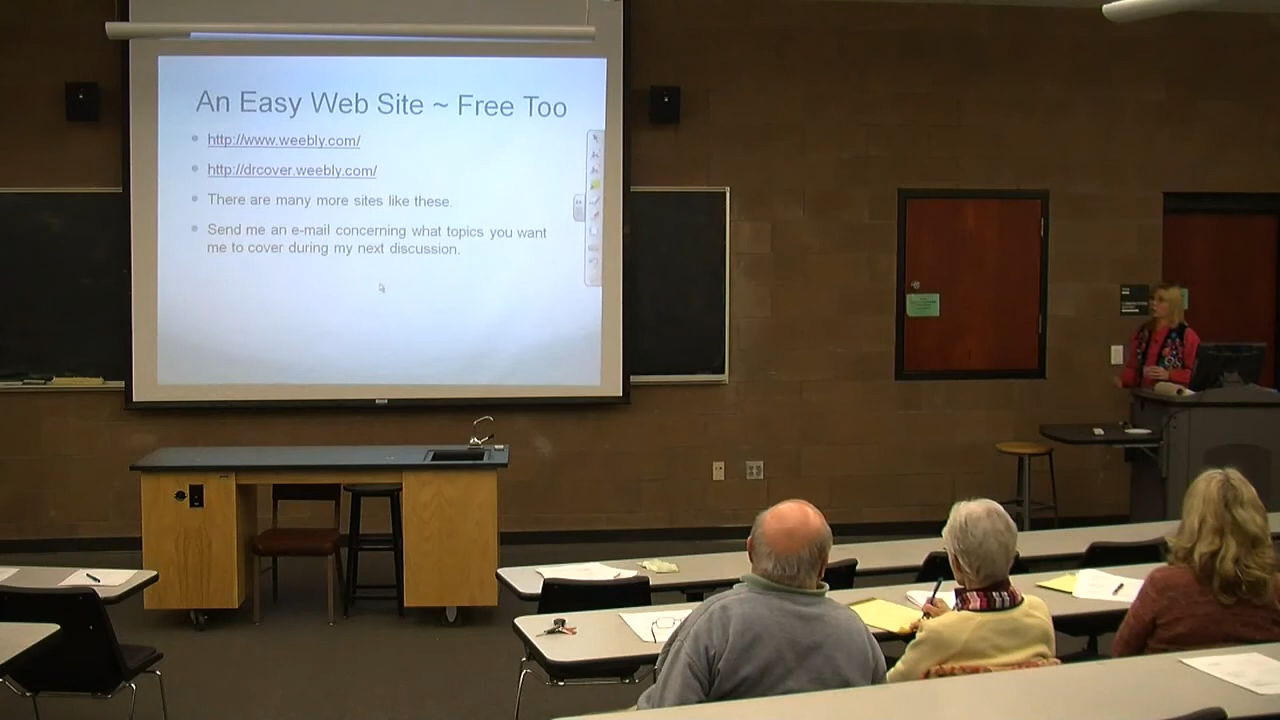 An Easy Web Site ~ Free Too
http://www.weebly.com/
http://drcover.weebly.com/
There are many more sites like these.
Send me an e-mail concerning what topics you want
me to cover during my next discussion.